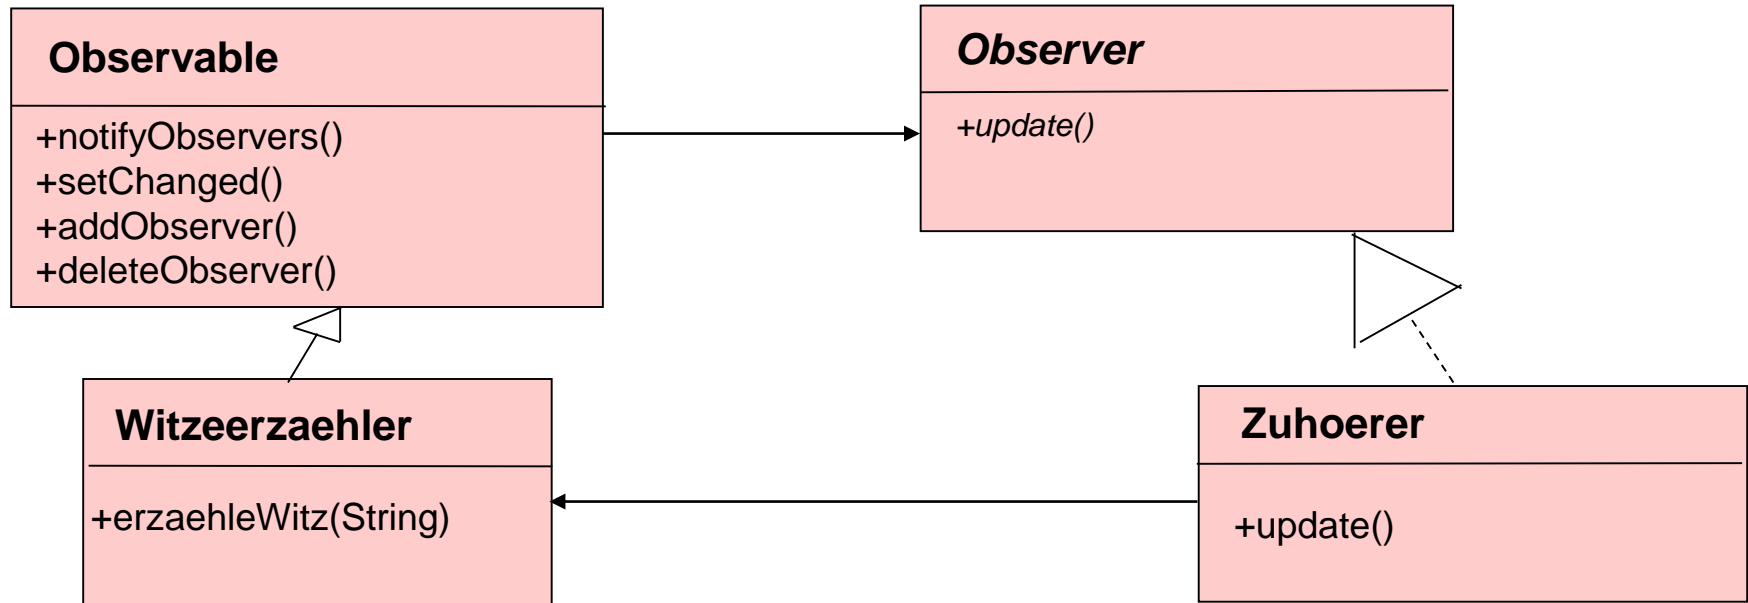 Observable
+notifyObservers()
+setChanged()
+addObserver()
+deleteObserver()
Observer
+update()
Witzeerzaehler
+erzaehleWitz(String)
Zuhoerer
+update()